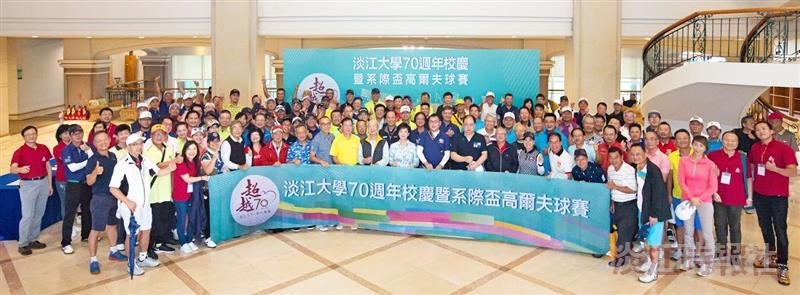 淡江大學70週年校慶
暨系際盃高爾夫球賽
超越
淡江大學70週年校慶暨系際盃高爾夫球賽
超越70
淡江時報社